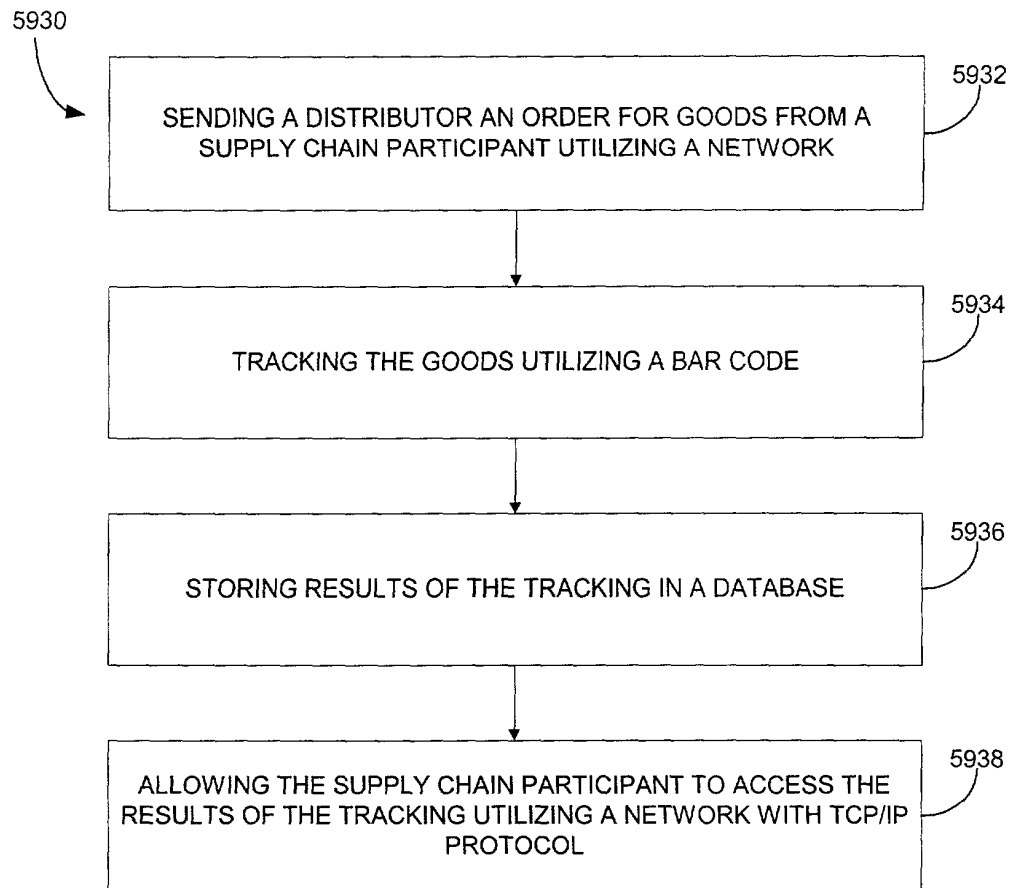 5930
5932
SENDING A DISTRIBUTOR AN ORDER FOR GOODS FROM A
SUPPLY CHAIN PARTICIPANT UTILIZING A NETWORK
5934
TRACKING THE GOODS UTILIZING A BAR CODE
5936
STORING RESULTS OF THE TRACKING IN A DATABASE
5938
ALLOWING THE SUPPLY CHAIN PARTICIPANT TO ACCESS THE
RESULTS OF THE TRACKING UTILIZING A NETWORK WITH TCP/IP
PROTOCOL